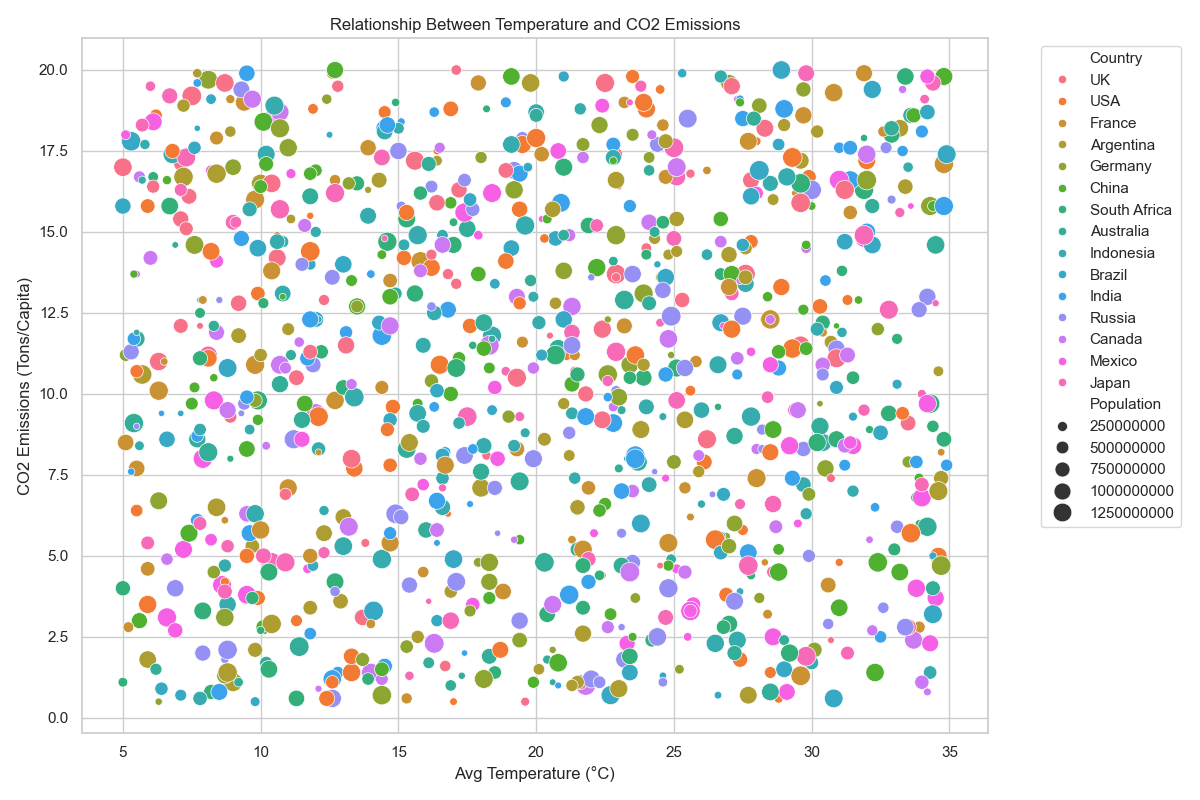 Relationship Between Temperature and CO2 Emissions
CO2 Emissions (Tons/Capita)
20.0
17.5
15.0
12.5
10.0
7.5
5.0
2.5
0.0
5
10
15
20
25
30
35
Avg Temperature (°C)
Country
UK
USA
France
Argentina
Germany
China
South Africa
Australia
Indonesia
Brazil
India
Russia
Canada
Mexico
Japan
Population
250000000
500000000
750000000
1000000000
1250000000